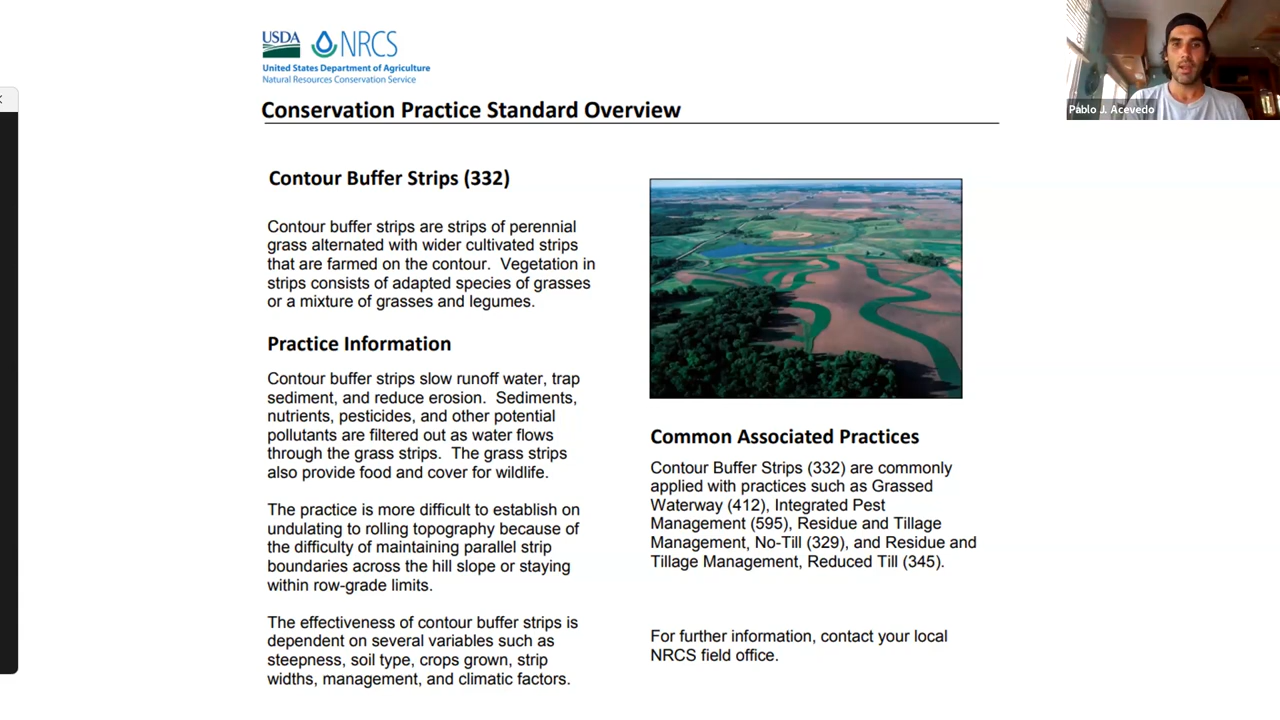 USDA NRCS
United States Department of Agriculture
Natural Resources Conservation Service
Conservation Practice Standard Overview
Pablo J. Acevedo
Contour Buffer Strips (332)
Contour buffer strips are strips of perennial
grass alternated with wider cultivated strips
that are farmed on the contour. Vegetation in
strips consists of adapted species of grasses
or a mixture of grasses and legumes.
Practice Information
Contour buffer strips slow runoff water, trap
sediment, and reduce erosion. Sediments,
nutrients, pesticides, and other potential
pollutants are filtered out as water flows
through the grass strips. The grass strips
also provide food and cover for wildlife.
The practice is more difficult to establish on
undulating to rolling topography because of
the difficulty of maintaining parallel strip
boundaries across the hill slope or staying
within row-grade limits.
The effectiveness of contour buffer strips is
dependent on several variables such as
steepness, soil type, crops grown, strip
widths, management, and climatic factors.
Common Associated Practices
Contour Buffer Strips (332) are commonly
applied with practices such as Grassed
Waterway (412), Integrated Pest
Management (595), Residue and Tillage
Management, No-Till (329), and Residue and
Tillage Management, Reduced Till (345).
For further information, contact your local
NRCS field office.